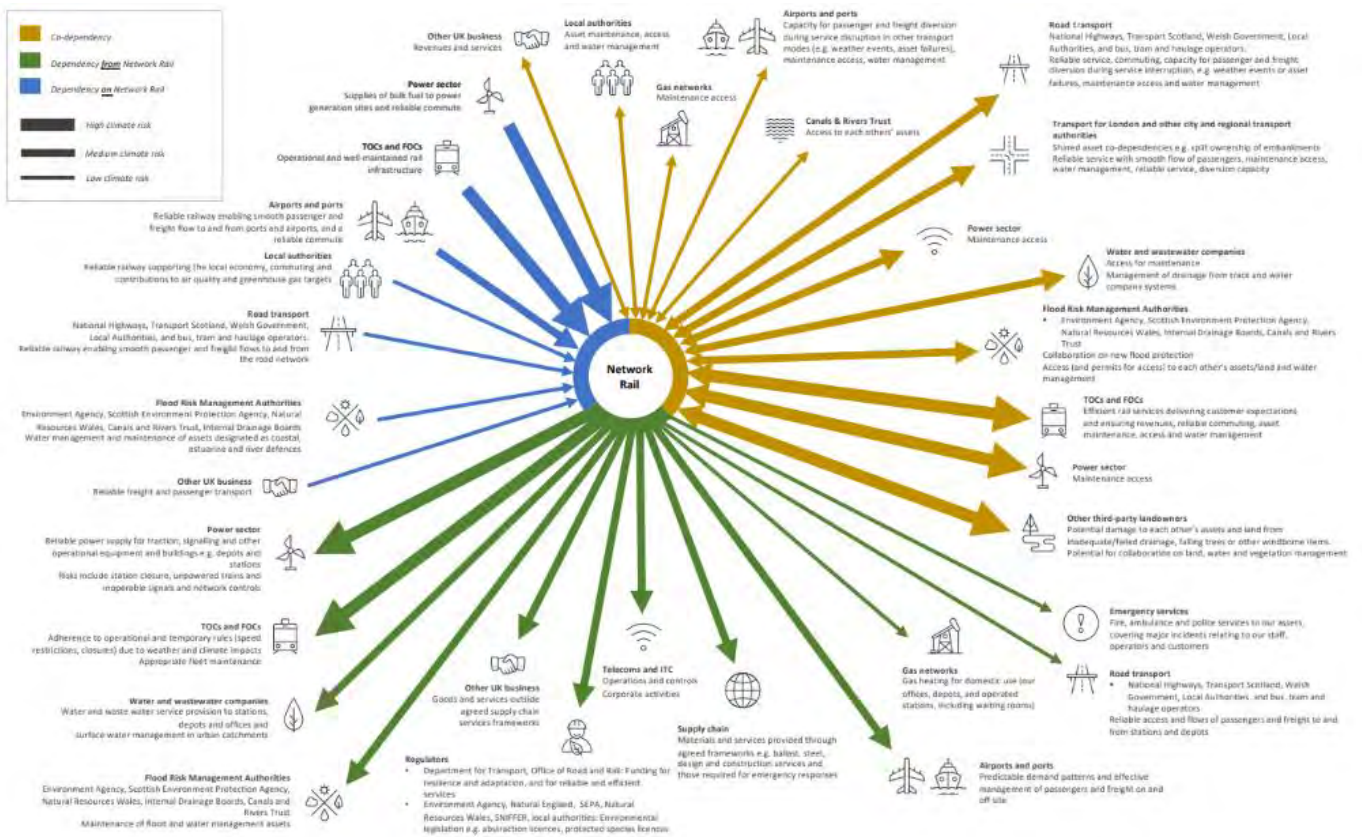 Co-dependency
Dependency from Network Rail
Dependency on Network Rail
High climate risk
Medium climate risk
Low climate risk
Other UK business
Revenues and services
Local authorities
Asset maintenance, access
and water management
Airports and ports
Capacity for passenger and freight diversion
during service disruption in other transport
modes (e.g. weather events, asset failures),
maintenance access, water management
Road transport
National Highways, Transport Scotland, Welsh Government, Local
Authorities, and bus, tram and haulage operators.
Reliable service, commuting, capacity for passenger and freight
diversion during service interruption, e.g. weather events or asset
failures, maintenance access and water management
Power sector
Supplies of bulk fuel to power
generation sites and reliable commute
Gas networks
Maintenance access
Canals & Rivers Trust
Access to each others' assets
Transport for London and other city and regional transport
authorities
Shared asset co-dependencies e.g. split ownership of embankments
Reliable service with smooth flow of passengers, maintenance access,
water management, reliable service, diversion capacity
TOCs and FOCs
Operational and well-maintained rail
infrastructure
Airports and ports
Reliable railway enabling smooth passenger and
freight flow to and from ports and airports, and a
reliable commute
Power sector
Maintenance access
Local authorities
Reliable railway supporting the local economy, commuting and
contributions to air quality and greenhouse gas targets
Water and wastewater companies
Access for maintenance
Management of drainage from track and water
company systems.
Road transport
National Highways, Transport Scotland, Welsh Government,
Local Authorities, and bus, tram and haulage operators.
Reliable railway enabling smooth passenger and freight flows to and from
the road network
Flood Risk Management Authorities
• Environment Agency, Scottish Environment Protection Agency,
Natural Resources Wales, Internal Drainage Boards, Canals and Rivers
Trust
Collaboration on new flood protection
Access (and permits for access) to each other's assets/land and water
management
Network
Rail
Flood Risk Management Authorities
Environment Agency, Scottish Environment Protection Agency, Natural
Resources Wales, Canals and Rivers Trust, Internal Drainage Boards
Water management and maintenance of assets designated as coastal,
estuarine and river defences
TOCs and FOCs
Efficient rail services delivering customer expectations
and ensuring revenues, reliable commuting, asset
maintenance, access and water management
Power sector
Maintenance access
Other UK business
Reliable freight and passenger transport
Other third-party landowners
Potential damage to each other's assets and land from
inadequate/failed drainage, falling trees or other windborne items.
Potential for collaboration on land, water and vegetation management
Power sector
Reliable power supply for traction, signalling and other
operational equipment and buildings e.g. depots and
stations
Risks include station closure, unpowered trains and
inoperable signals and network controls
TOCs and FOCs
Adherence to operational and temporary rules (speed
restrictions, closures) due to weather and climate impacts
Appropriate fleet maintenance
Water and wastewater companies
Water and waste water service provision to stations,
depots and offices and
surface water management in urban catchments
Flood Risk Management Authorities
Environment Agency, Scottish Environment Protection Agency,
Natural Resources Wales, Internal Drainage Boards, Canals and
Rivers Trust
Maintenance of flood and water management assets
Other UK business
Goods and services outside
agreed supply chain
services frameworks
Regulators
• Department for Transport, Office of Road and Rail: Funding for
resilience and adaptation, and for reliable and efficient
services
• Environment Agency, Natural England, SEPA, Natural
Resources Wales, SNIFFER, local authorities: Environmental
legislation e.g. abstraction licences, protected species licences
Telecoms and ITC
Operations and controls
Corporate activities
Supply chain
Materials and services provided through
agreed frameworks e.g. ballast, steel,
design and construction services and
those required for emergency responses
Gas networks
Gas heating for domestic use (our
offices, depots, and operated
stations, including waiting rooms)
Airports and ports
Predictable demand patterns and effective
management of passengers and freight on and
off site
Emergency services
Fire, ambulance and police services to our assets,
covering major incidents relating to our staff,
operators and customers
Road transport
• National Highways, Transport Scotland, Welsh
Government, Local Authorities and bus, tram and
haulage operators
Reliable access and flows of passengers and freight to and
from stations and depots